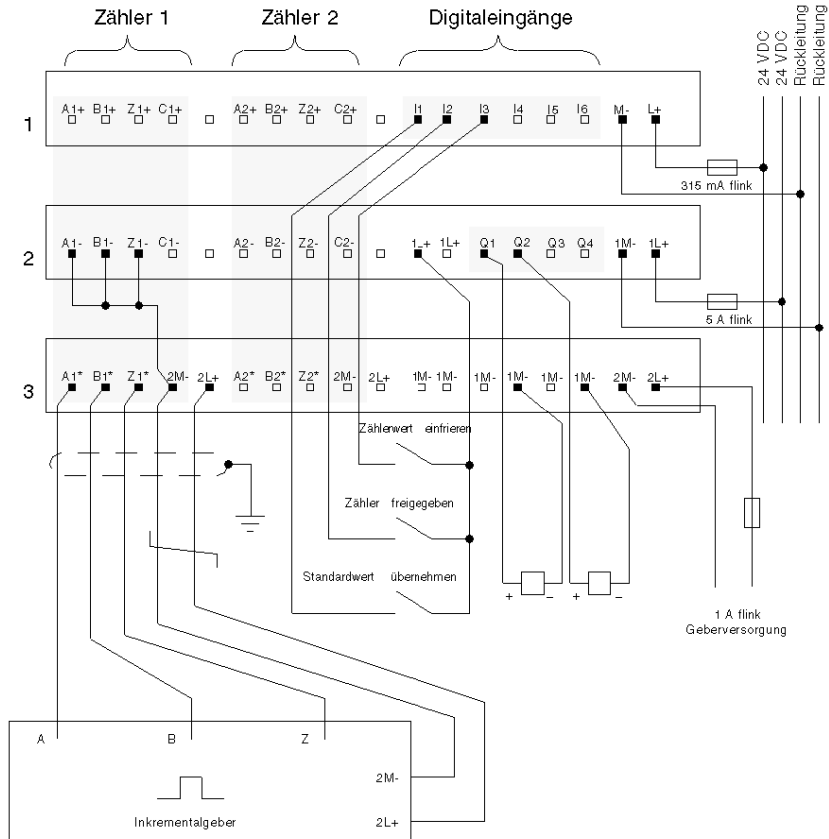 Zähler 1 Zähler 2 Digitaleingänge
24 VDC
24 VDC
Rückleitung
Rückleitung
1
A1+ B1+ Z1+ C1+ A2+ B2+ Z2+ C2+ I1 I2 I3 I4 I5 I6 M- L+
315 mA flink
2
A1- B1- Z1- C1- A2- B2- Z2- C2- 1L+ 1L+ Q1 Q2 Q3 Q4 1M- 1L+
5 A flink
3
A1* B1* Z1* 2M- 2L+ A2* B2* Z2* 2M- 2L+ 1M- 1M- 1M- 1M- 1M- 1M- 2M- 2L+
Zählerwert einfrieren
Zähler freigegeben
Standardwert übernehmen
+ - + -
1 A flink
Geberversorgung
A B Z
2M-
Inkrementalgeber
2L+